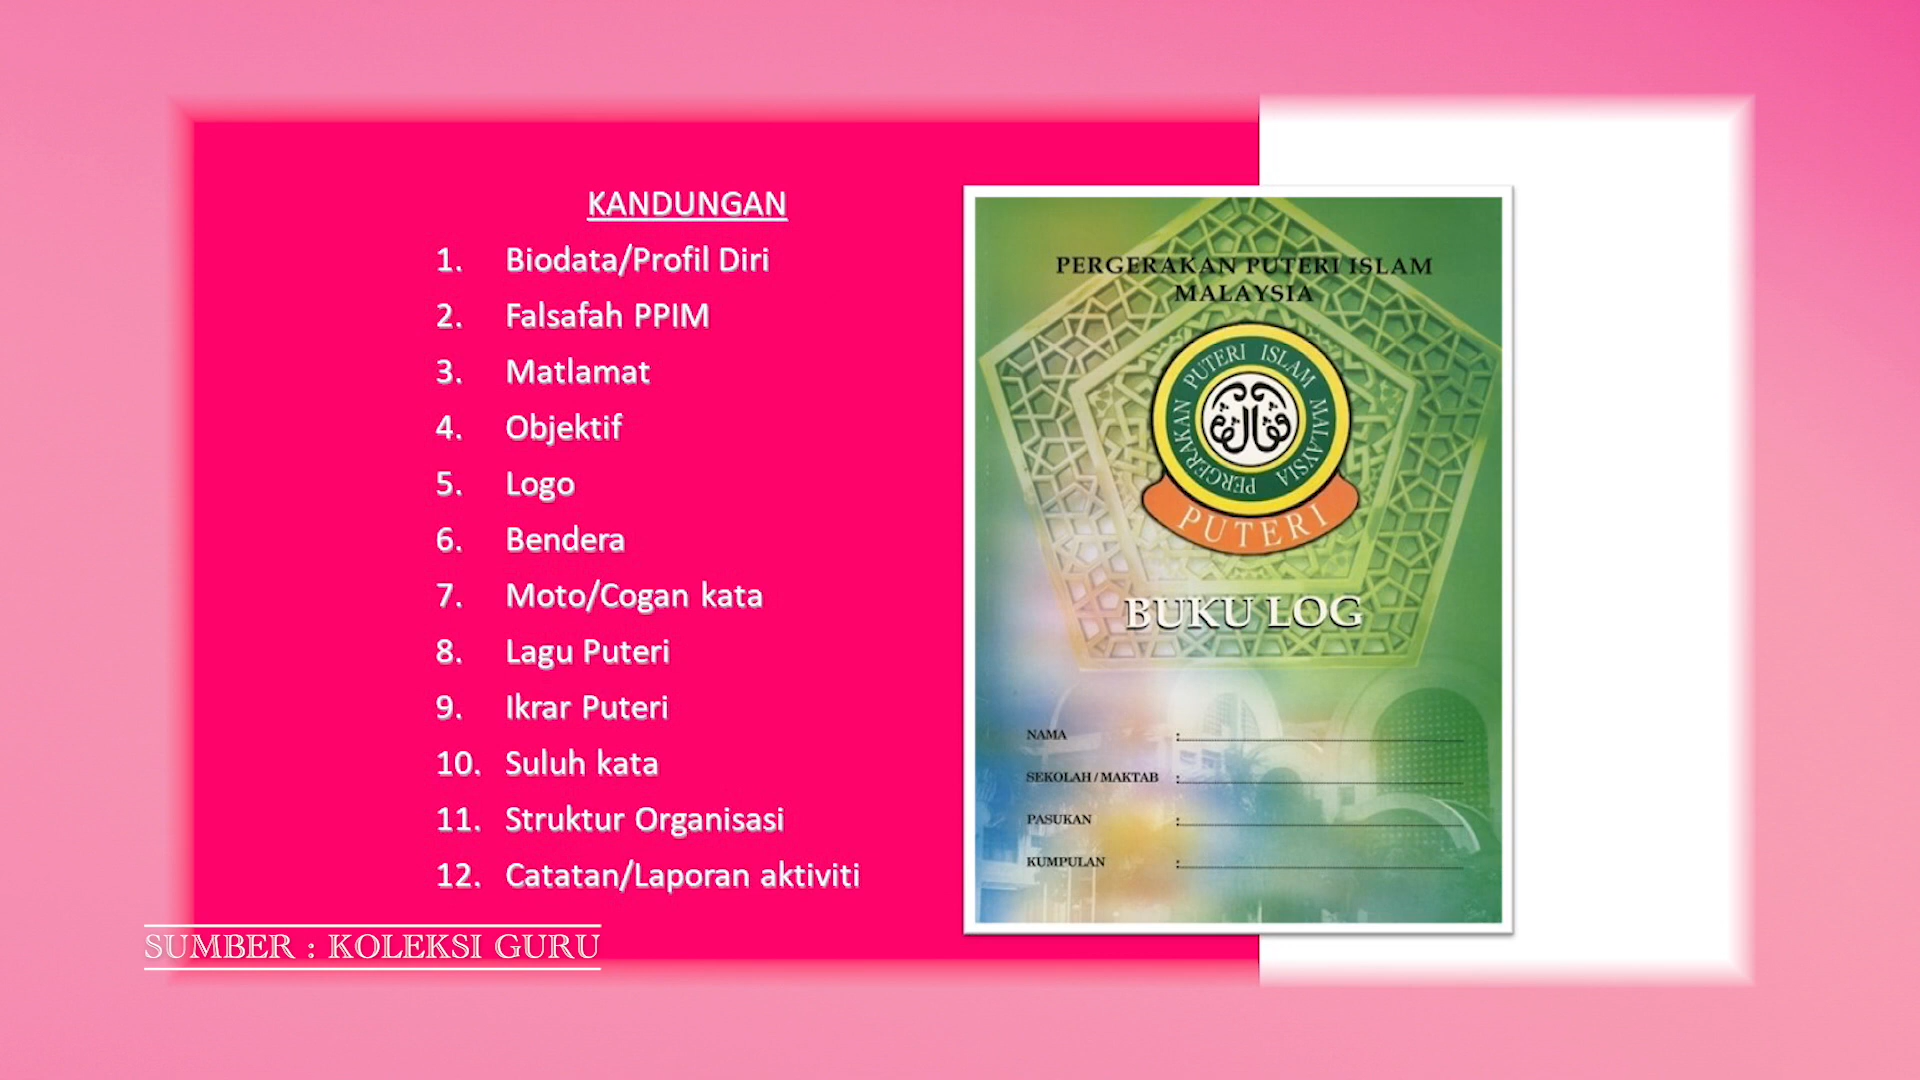 KANDUNGAN
1. Biodata/Profil Diri
2. Falsafah PPIM
3. Matlamat
4. Objektif
5. Logo
6. Bendera
7. Moto/Cogan kata
8. Lagu Puteri
9. Ikrar Puteri
10. Suluh kata
11. Struktur Organisasi
12. Catatan/Laporan aktiviti
SUMBER : KOLEKSI GURU
PERGERAKAN PUTERI ISLAM
MALAYSIA
PERGERAKAN PUTERI ISLAM MALAYSIA
PUTERI
BUKU LOG
NAMA :
SEKOLAH / MAKTAB :
PASUKAN :
KUMPULAN :